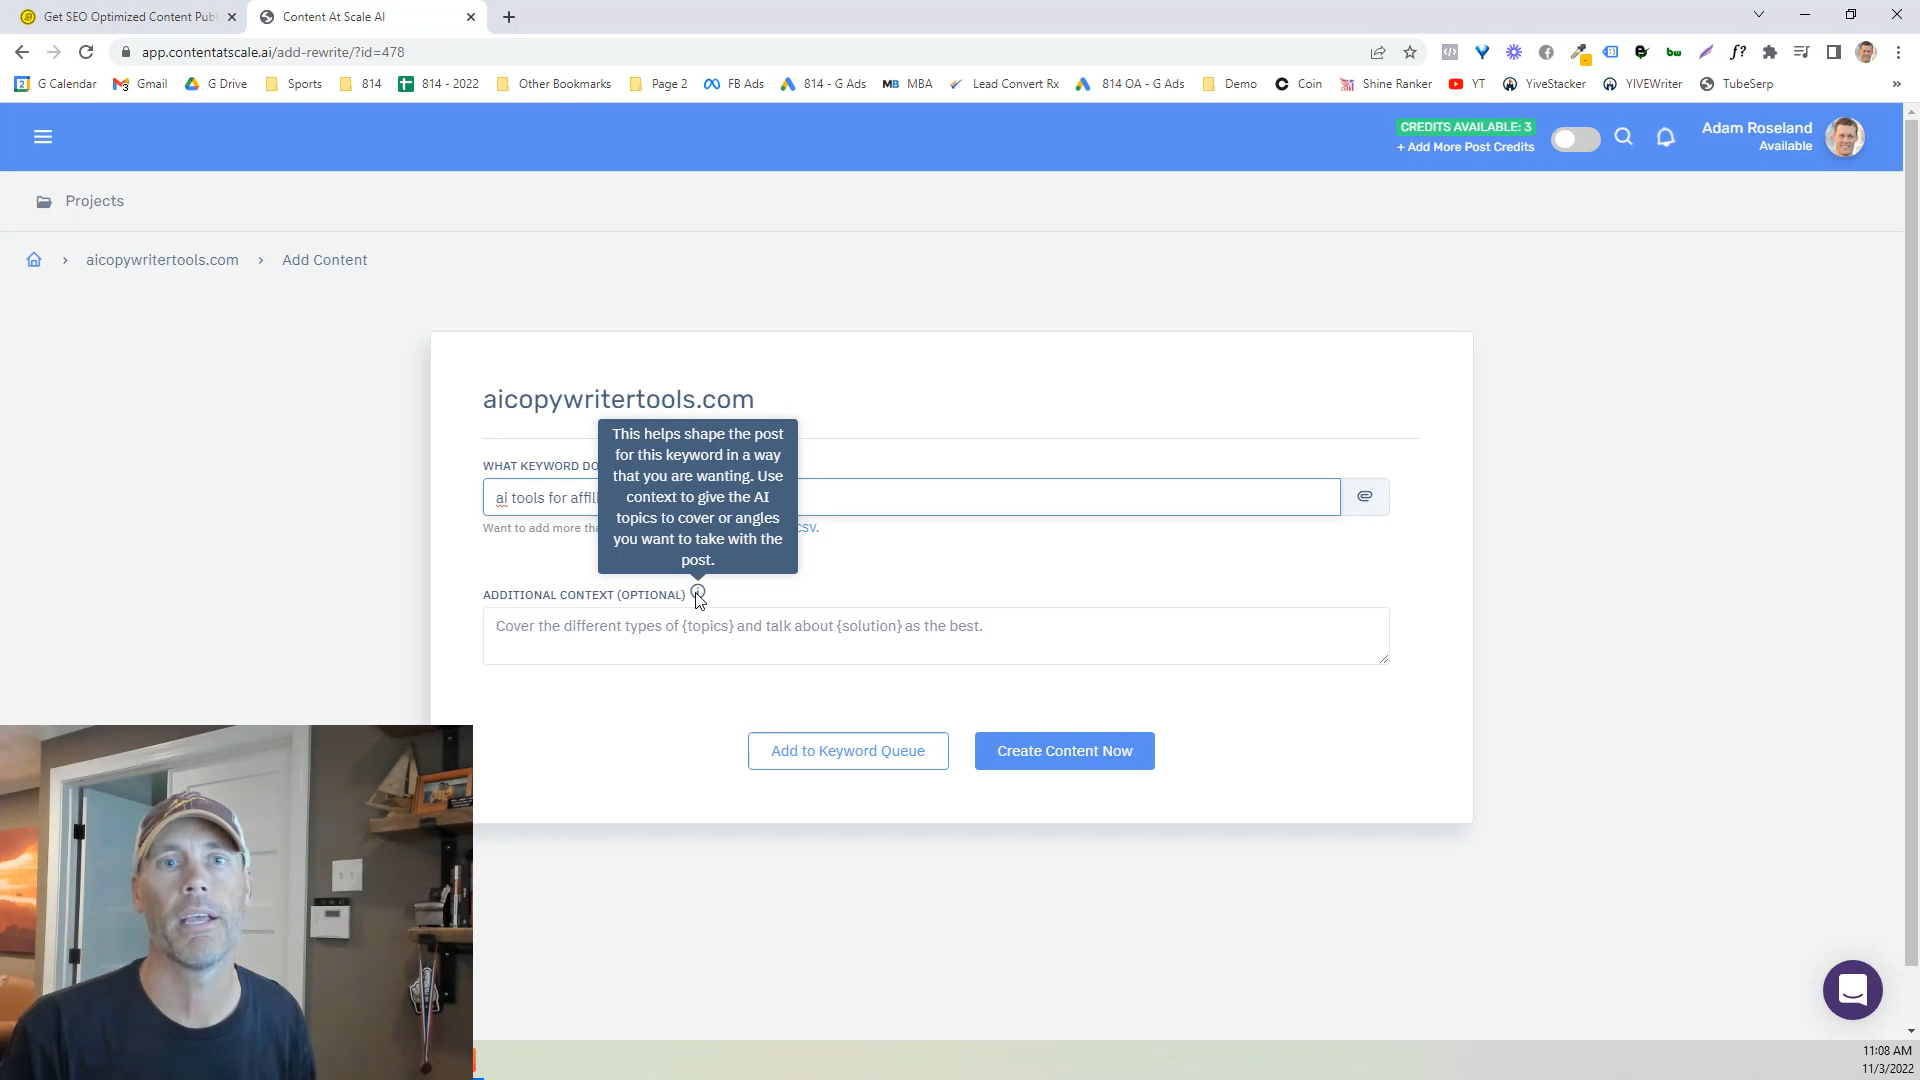 Get SEO Optimized Content Pub
Content At Scale AI
app.contentatscale.ai/add-rewrite/?id=478
G Calendar
Gmail
G Drive
Sports
814
814 - 2022
Other Bookmarks
Page 2
FB Ads
814 - G Ads
MB MBA
Lead Convert Rx
814 OA - G Ads
Demo
Coin
Shine Ranker
YT
YiveStacker
YIVEWriter
TubeSerp
CREDITS AVAILABLE: 3
+ Add More Post Credits
Adam Roseland
Available
Projects
aicopywritertools.com
Add Content
aicopywritertools.com
This helps shape the post
for this keyword in a way
that you are wanting. Use
context to give the AI
topics to cover or angles
you want to take with the
post.
WHAT KEYWORD DO
ai tools for affili
Want to add more tha
CSV.
ADDITIONAL CONTEXT (OPTIONAL)
Cover the different types of {topics} and talk about {solution} as the best.
Add to Keyword Queue
Create Content Now
11:08 AM
11/3/2022